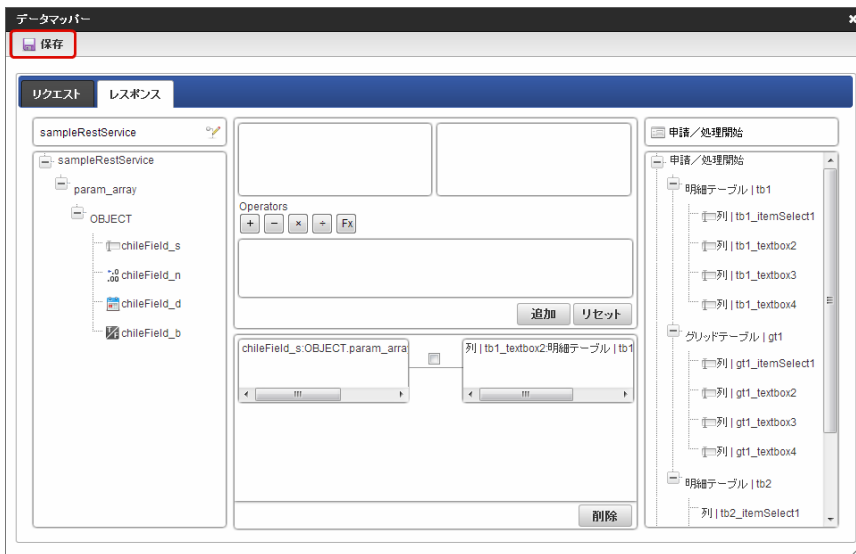 データマッパー
保存
リクエスト
レスポンス
sampleRestService
sampleRestService
param_array
OBJECT
chileField_s
chileField_n
chileField_d
chileField_b
Operators
+ - × ÷ Fx
追加 リセット
chileField_s:OBJECT.param_arra
列 | tb1_textbox2:明細テーブル | tb1
削除
申請／処理開始
申請／処理開始
明細テーブル | tb1
列 | tb1_itemSelect1
列 | tb1_textbox2
列 | tb1_textbox3
列 | tb1_textbox4
グリッドテーブル | gt1
列 | gt1_itemSelect1
列 | gt1_textbox2
列 | gt1_textbox3
列 | gt1_textbox4
明細テーブル | tb2
列 | tb2_itemSelect1